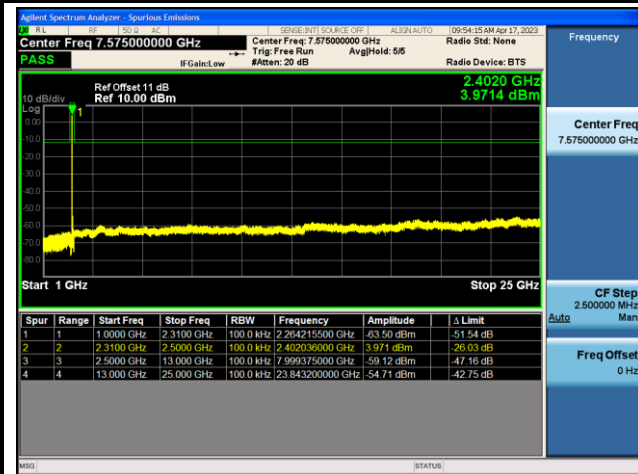 Agilent Spectrum Analyzer - Spurious Emissions
RL RF 50 Ω AC SENSE:INT SOURCE OFF ALIGN AUTO 09:54:15 AM Apr 17, 2023
Center Freq 7.575000000 GHz Center Freq: 7.575000000 GHz Radio Std: None
Trig: Free Run Avg|Hold: 5/5
PASS IFGain:Low #Atten: 20 dB Radio Device: BTS
Ref Offset 11 dB 2.4020 GHz
10 dB/div Ref 10.00 dBm 3.9714 dBm
Log
1
0.00
-10.0
-20.0
-30.0
-40.0
-50.0
-60.0
-70.0
-80.0
Start 1 GHz Stop 25 GHz
Spur Range Start Freq Stop Freq RBW Frequency Amplitude Δ Limit
1 1 1.0000 GHz 2.3100 GHz 100.0 kHz 2.264215500 GHz -63.50 dBm -51.54 dB
2 2 2.3100 GHz 2.5000 GHz 100.0 kHz 2.402036000 GHz 3.971 dBm -26.03 dB
3 3 2.5000 GHz 13.000 GHz 100.0 kHz 7.999375000 GHz -59.12 dBm -47.16 dB
4 4 13.000 GHz 25.000 GHz 100.0 kHz 23.843200000 GHz -54.71 dBm -42.75 dB
MSG STATUS
Frequency
Center Freq
7.575000000 GHz
CF Step
2.500000 MHz
Auto Man
Freq Offset
0 Hz